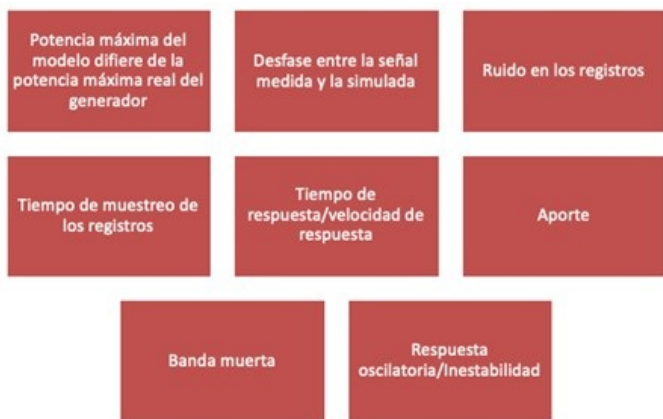 Potencia máxima del
modelo difiere de la
potencia máxima real del
generador
Desfase entre la señal
medida y la simulada
Ruido en los registros
Tiempo de muestreo de
los registros
Tiempo de
respuesta/velocidad de
respuesta
Aporte
Banda muerta
Respuesta
oscilatoria/Inestabilidad